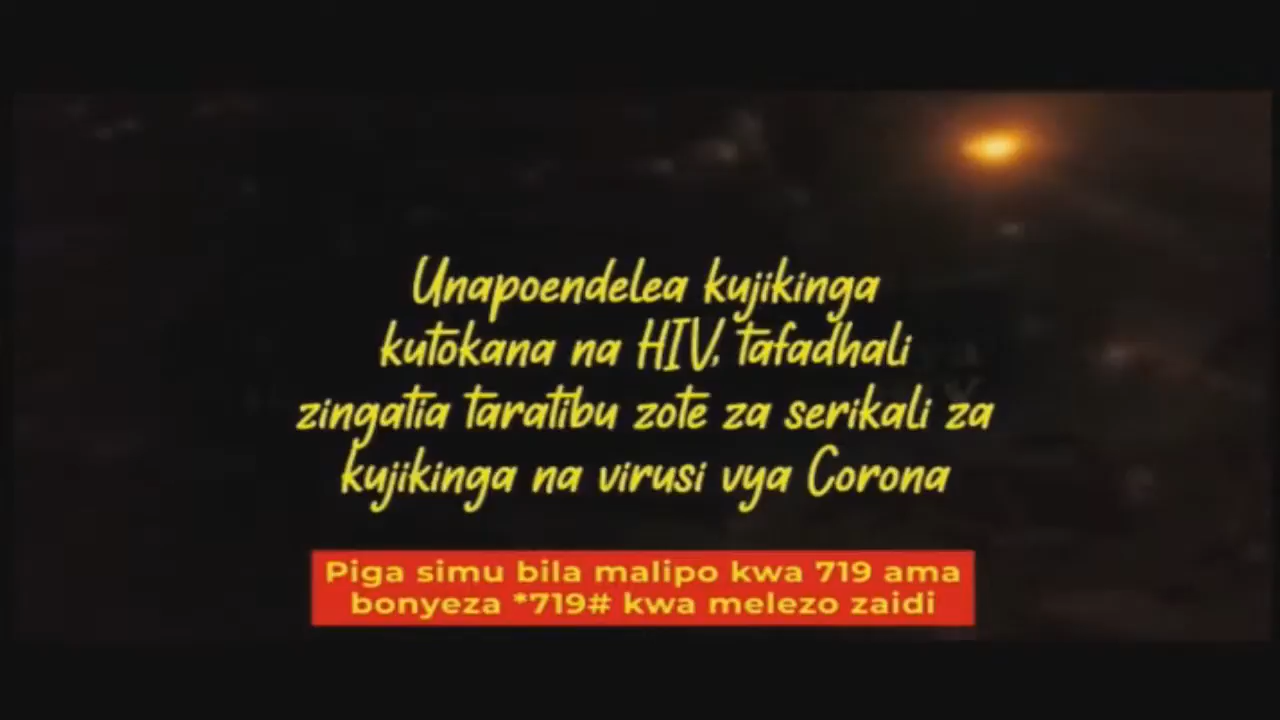 Unapoendelea kujikinga
kutokana na HIV, tafadhali
zingatia taratibu zote za serikali za
kujikinga na virusi vya Corona
Piga simu bila malipo kwa 719 ama
bonyeza *719# kwa melezo zaidi